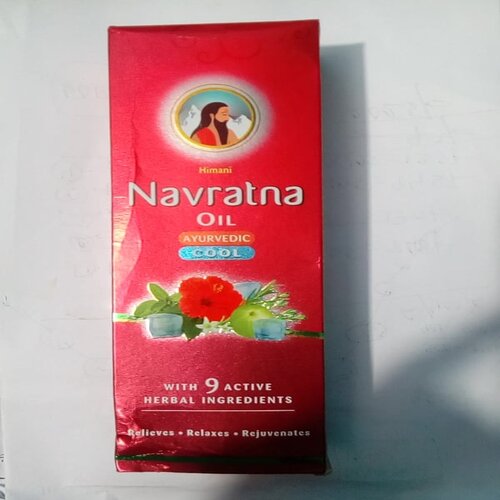 Himani
Navratna
OIL
AYURVEDIC
COOL
WITH 9 ACTIVE
HERBAL INGREDIENTS
Relieves • Relaxes • Rejuvenates